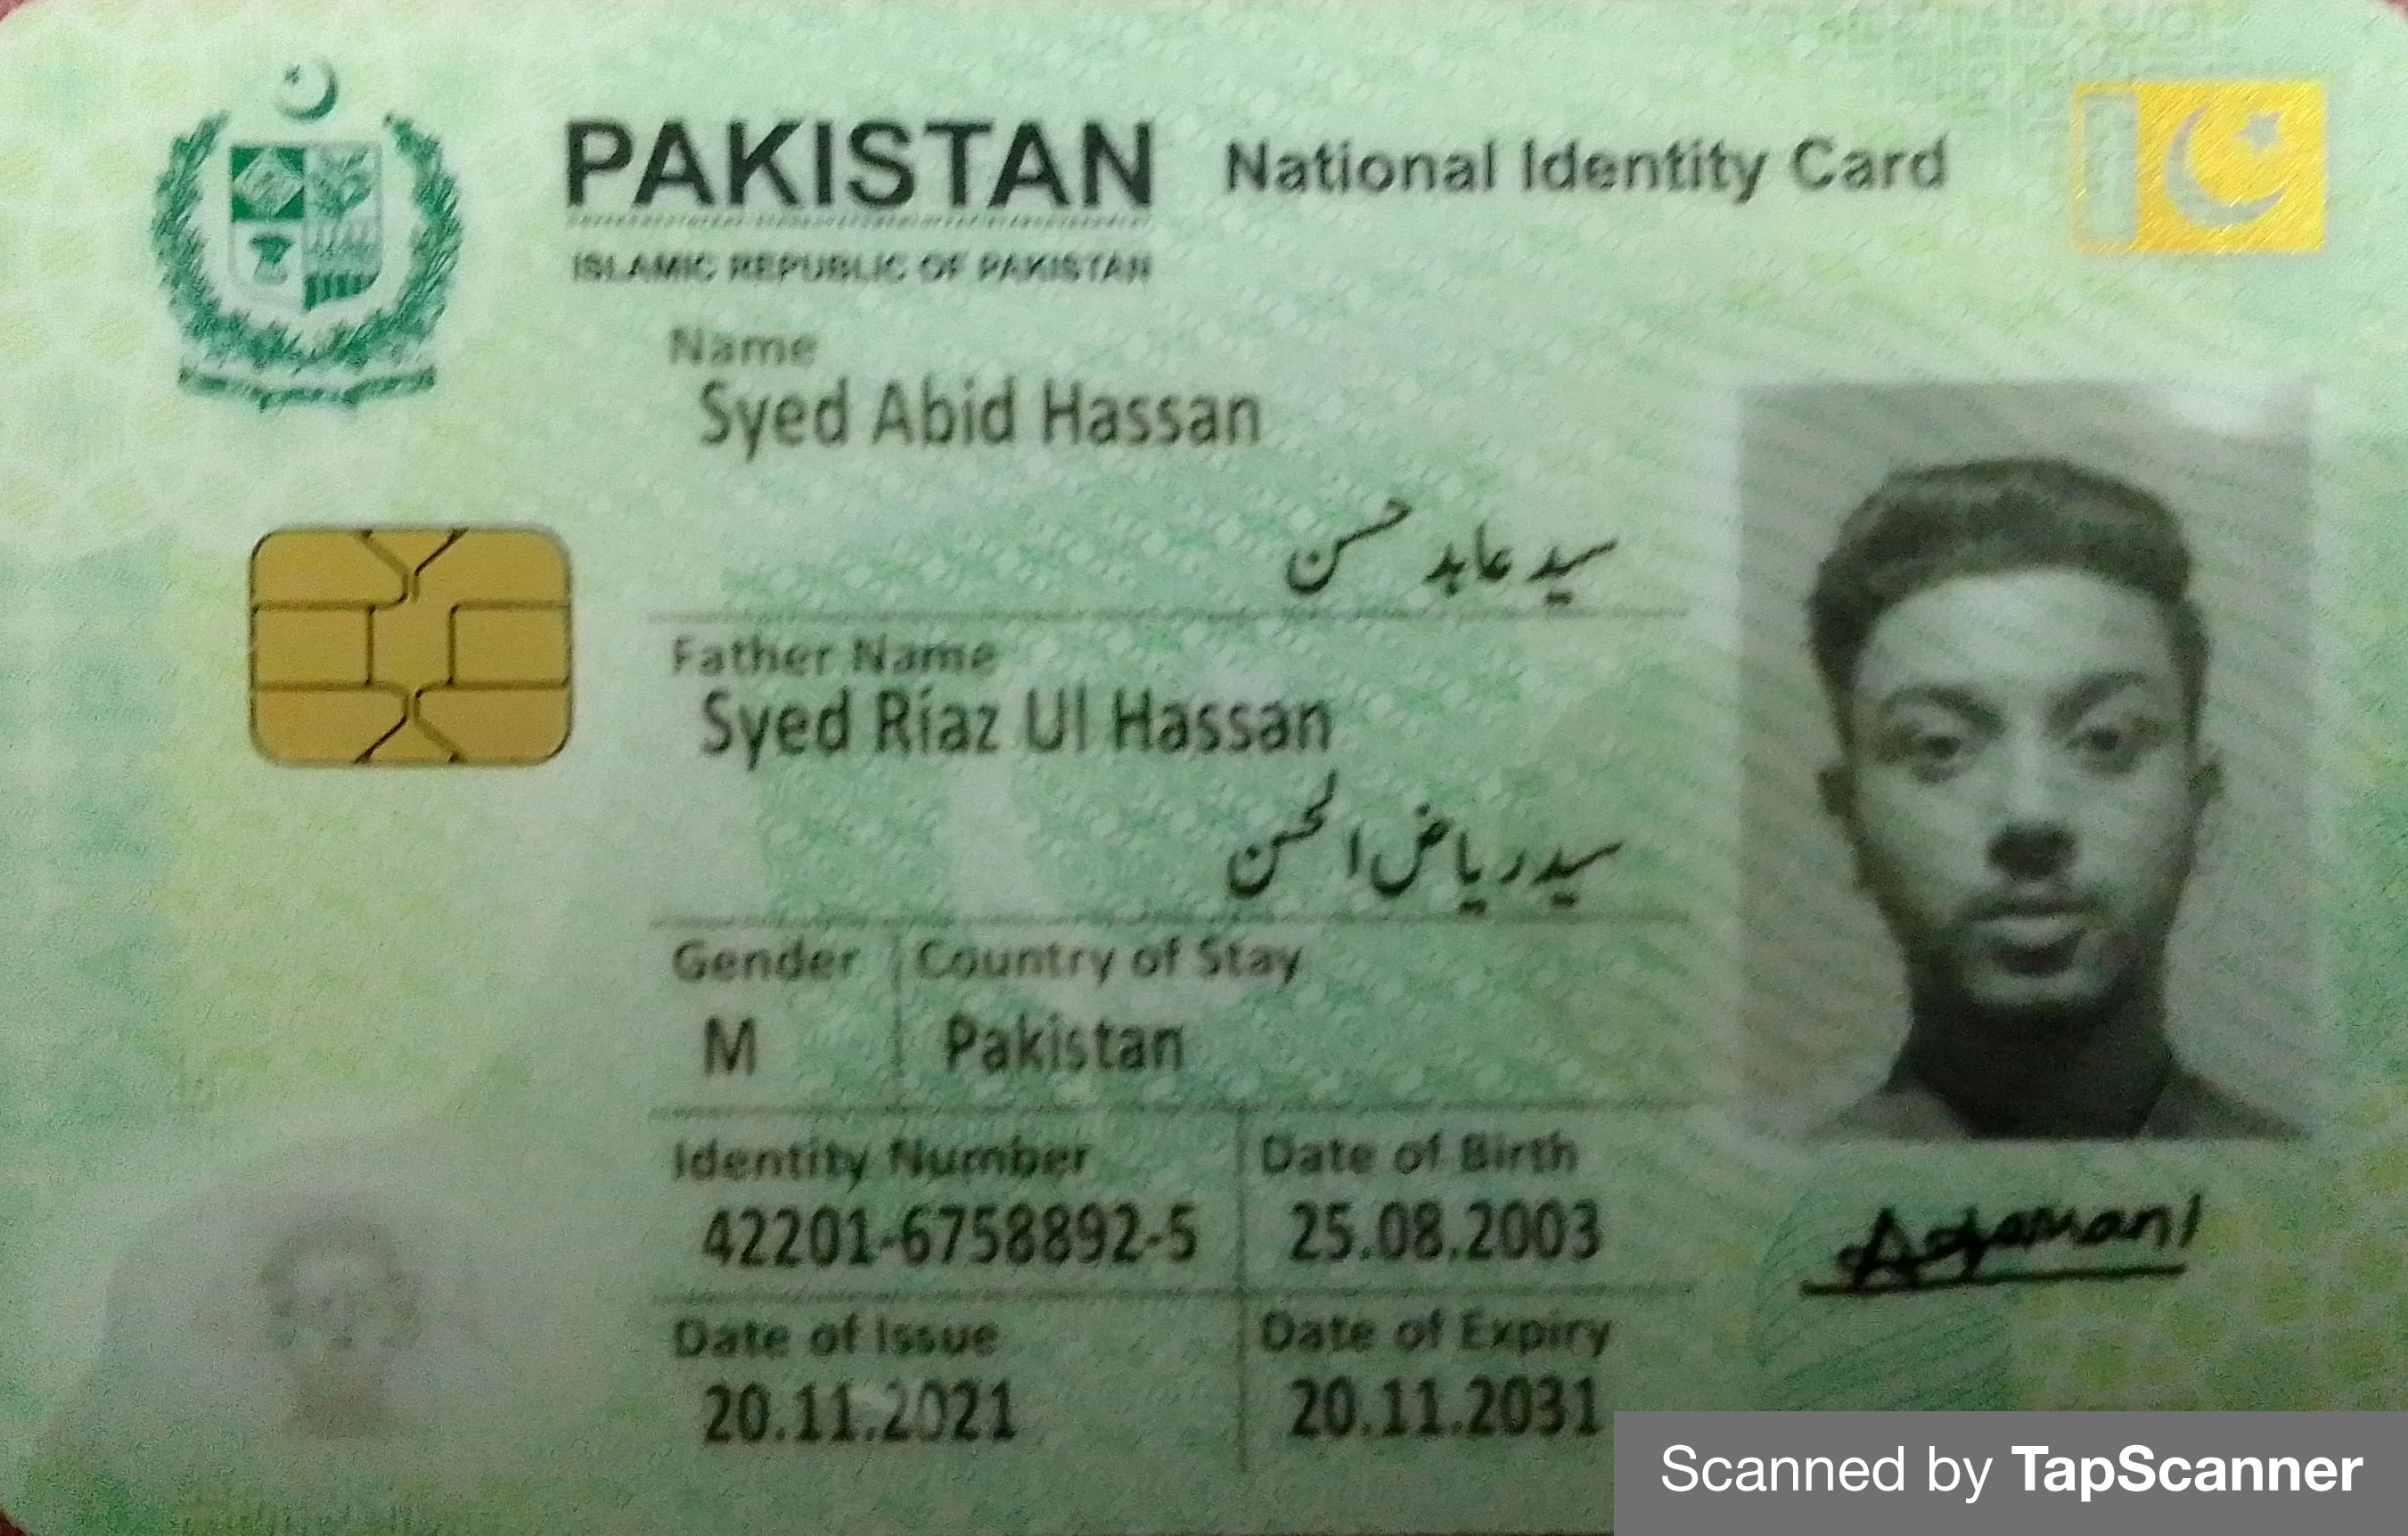 PAKISTAN National Identity Card
ISLAMIC REPUBLIC OF PAKISTAN
Name
Syed Abid Hassan
سید عابد حسن
Father Name
Syed Riaz Ul Hassan
سید ریاض الحسن
Gender Country of Stay
M Pakistan
Identity Number Date of Birth
42201-6758892-5 25.08.2003
Date of Issue Date of Expiry
20.11.2021 20.11.2031
Scanned by TapScanner